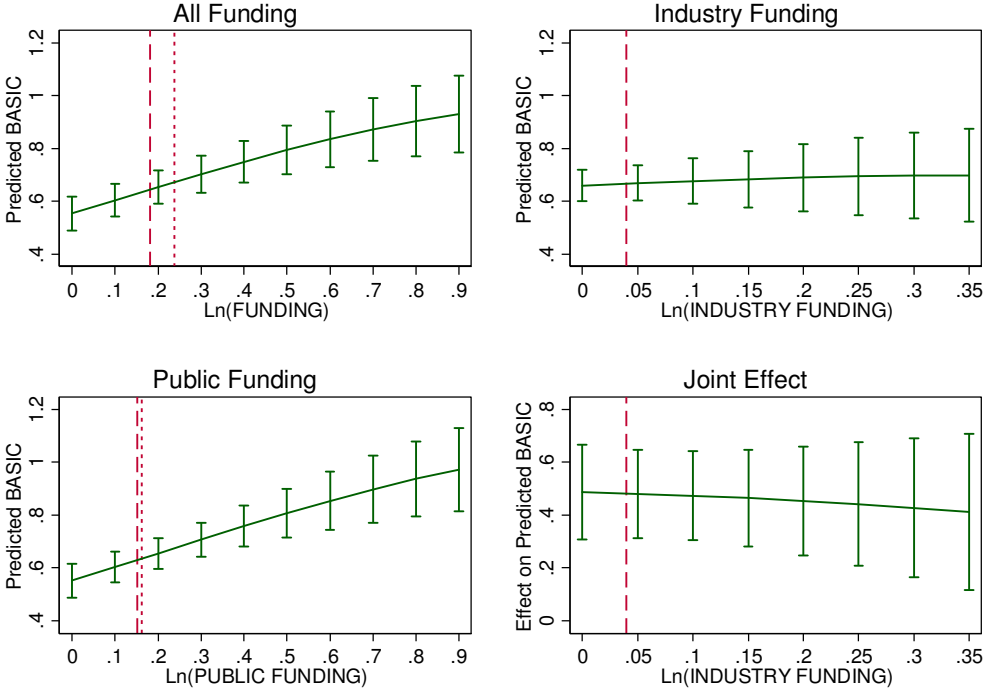 All Funding
Predicted BASIC
1.2
1
.8
.6
.4
0 .1 .2 .3 .4 .5 .6 .7 .8 .9
Ln(FUNDING)
Industry Funding
Predicted BASIC
1.2
1
.8
.6
.4
0 .05 .1 .15 .2 .25 .3 .35
Ln(INDUSTRY FUNDING)
Public Funding
Predicted BASIC
1.2
1
.8
.6
.4
0 .1 .2 .3 .4 .5 .6 .7 .8 .9
Ln(PUBLIC FUNDING)
Joint Effect
Effect on Predicted BASIC
.8
.6
.4
.2
0
0 .05 .1 .15 .2 .25 .3 .35
Ln(INDUSTRY FUNDING)